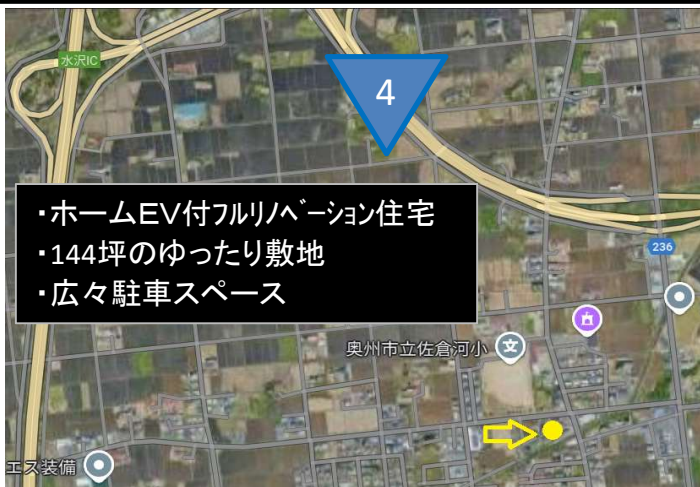 水沢IC
4
・ホームEV付フルリノベーション住宅
・144坪のゆったり敷地
・広々駐車スペース
236
奥州市立佐倉河小
文
エス装備